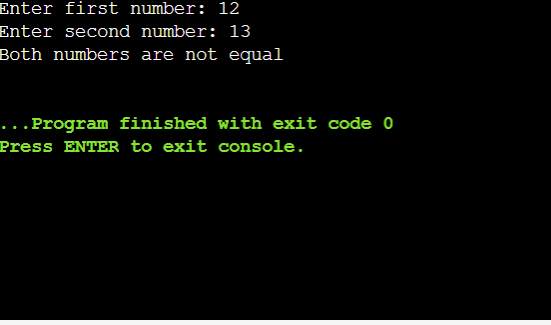 Enter first number: 12
Enter second number: 13
Both numbers are not equal
...Program finished with exit code 0
Press ENTER to exit console.